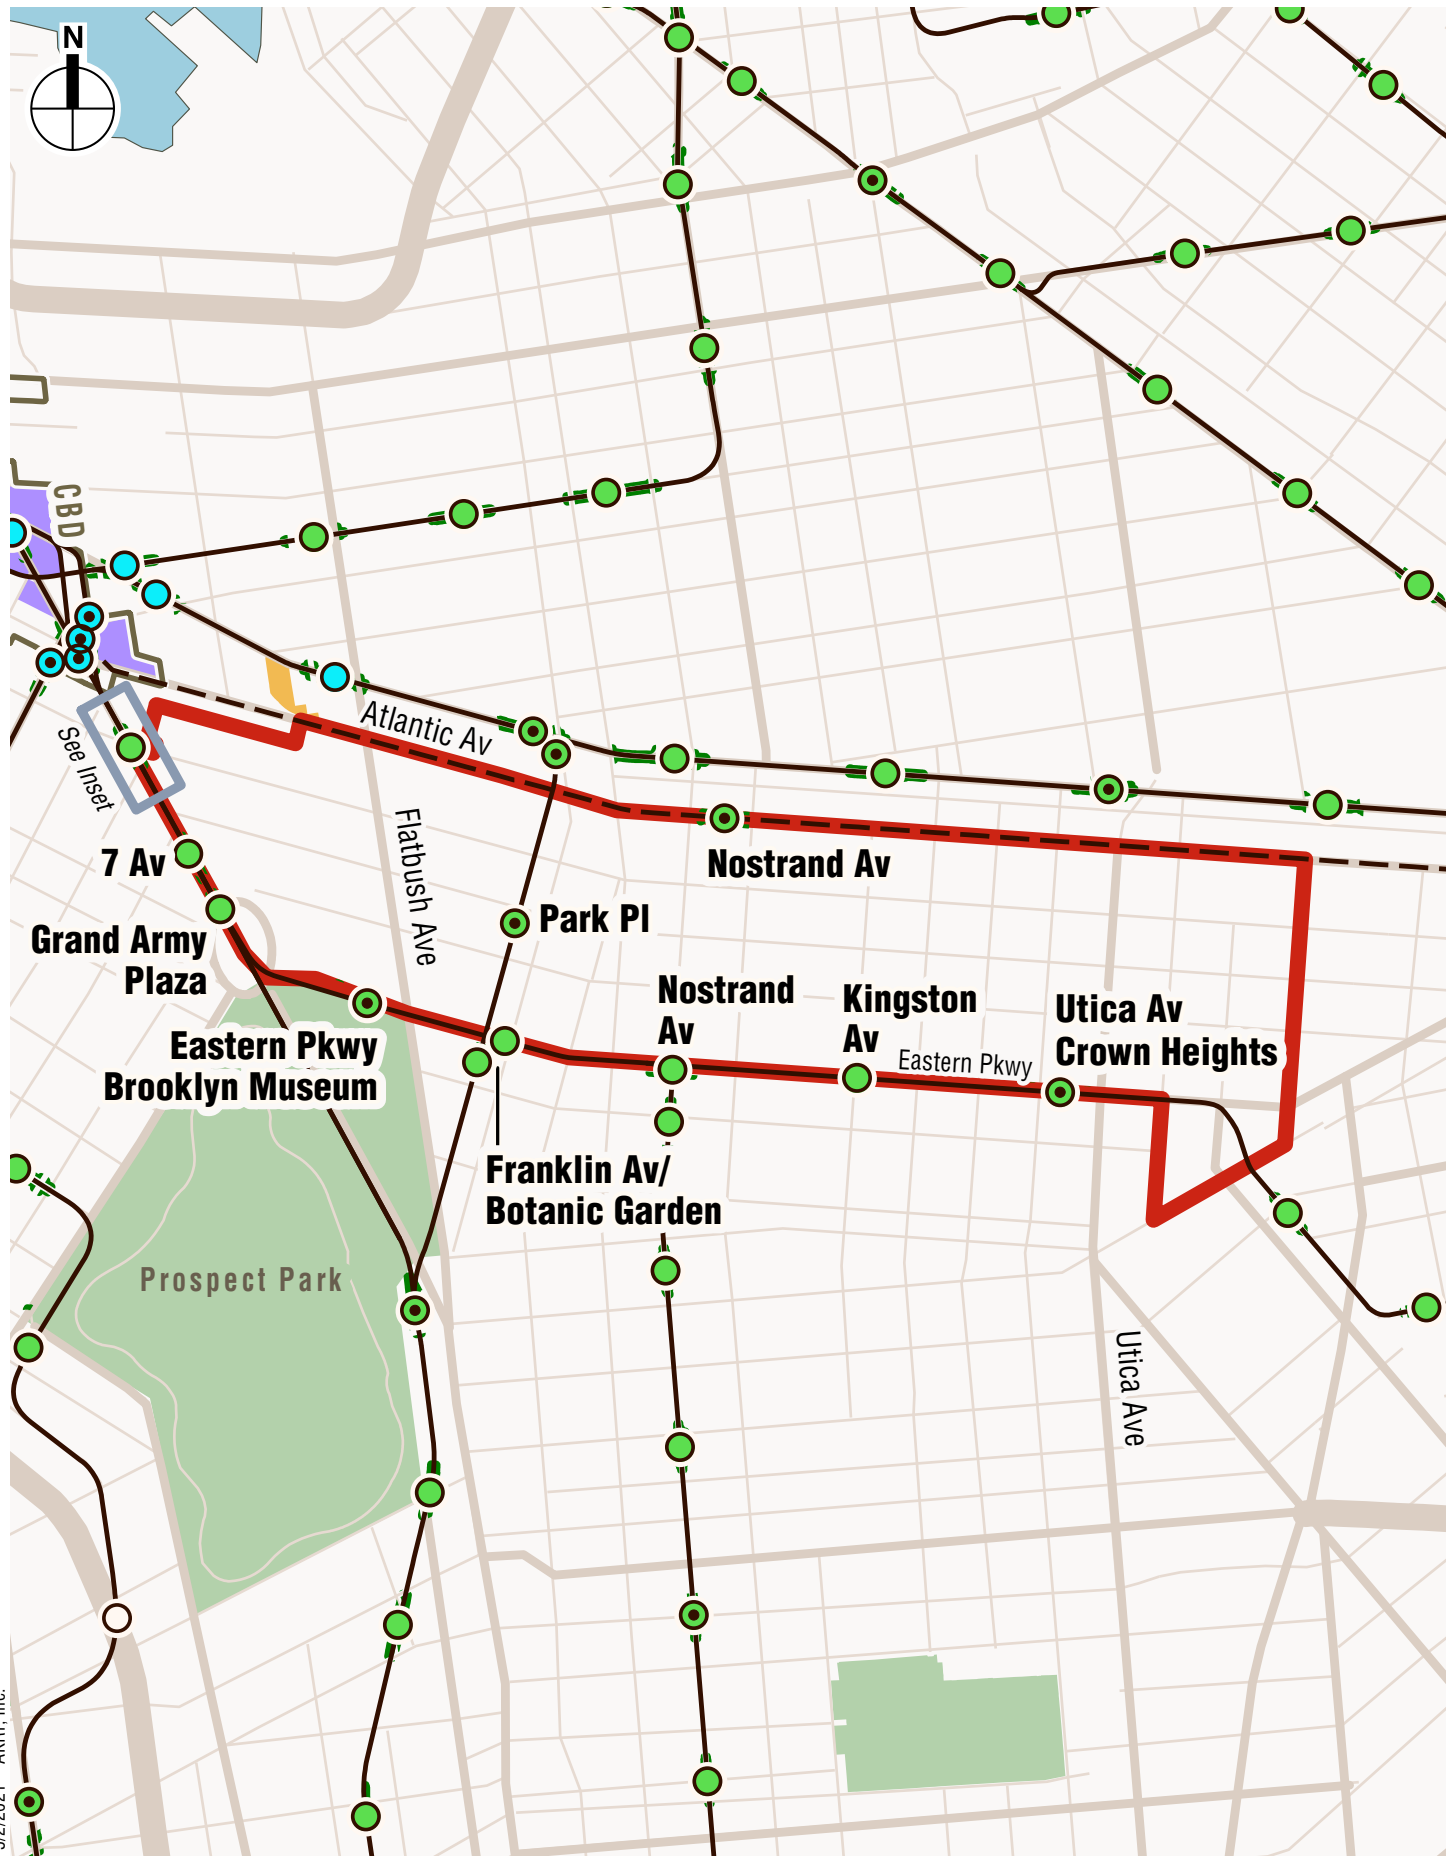 N
CBD
See Inset
Atlantic Av
Flatbush Ave
7 Av
Nostrand Av
Park Pl
Grand Army
Plaza
Nostrand
Av
Kingston
Av
Utica Av
Crown Heights
Eastern Pkwy
Eastern Pkwy
Brooklyn Museum
Franklin Av/
Botanic Garden
Prospect Park
Utica Ave